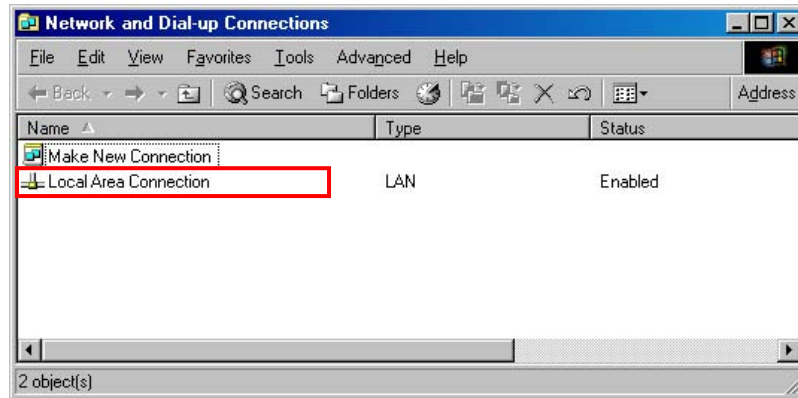 Network and Dial-up Connections
File Edit View Favorites Tools Advanced Help
Back Search Folders Address
Name Type Status
Make New Connection
Local Area Connection LAN Enabled
2 object(s)